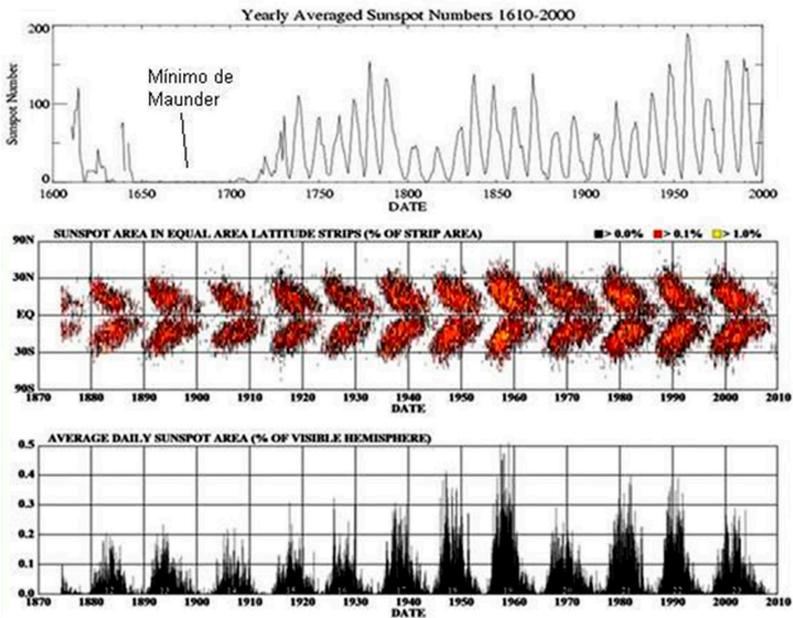 Yearly Averaged Sunspot Numbers 1610-2000
Sunspot Number
200
100
0
Mínimo de
Maunder
1600 1650 1700 1750 1800 1850 1900 1950 2000
DATE
SUNSPOT AREA IN EQUAL AREA LATITUDE STRIPS (% OF STRIP AREA) > 0.0% > 0.1% > 1.0%
90N
30N
EQ
30S
90S
1870 1880 1890 1900 1910 1920 1930 1940 1950 1960 1970 1980 1990 2000 2010
DATE
AVERAGE DAILY SUNSPOT AREA (% OF VISIBLE HEMISPHERE)
0.5
0.4
0.3
0.2
0.1
0.0
1870 1880 1890 1900 1910 1920 1930 1940 1950 1960 1970 1980 1990 2000 2010
DATE